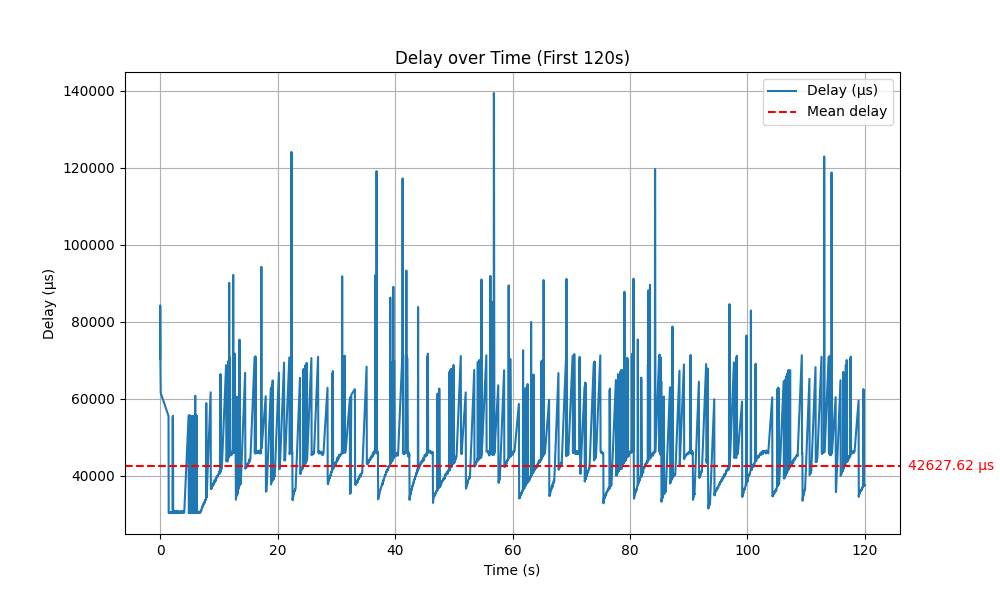 Delay over Time (First 120s)
Delay (µs)
Mean delay
140000
120000
100000
80000
60000
40000
Delay (µs)
42627.62 µs
0
20
40
60
80
100
120
Time (s)